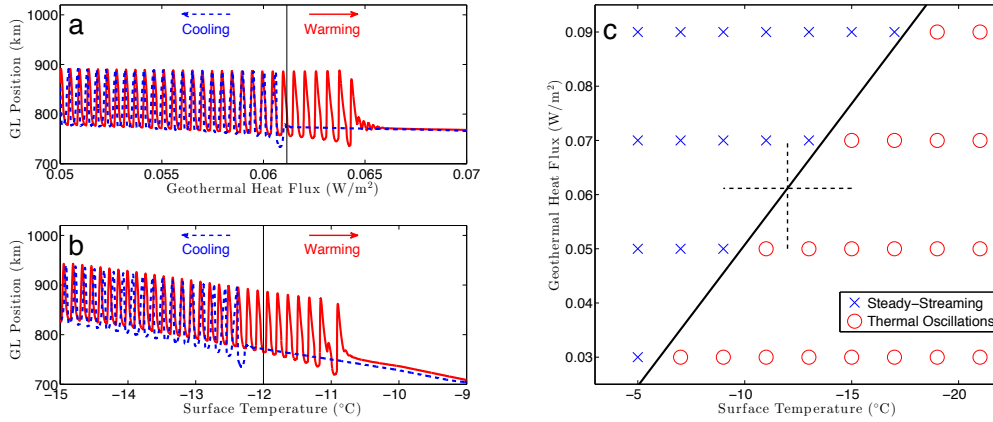 a
Cooling
Warming
GL Position (km)
1000
900
800
700
0.05
0.055
0.06
0.065
0.07
Geothermal Heat Flux (W/m²)
b
Cooling
Warming
GL Position (km)
1000
900
800
700
−15
−14
−13
−12
−11
−10
−9
Surface Temperature (°C)
c
Geothermal Heat Flux (W/m²)
0.09
0.08
0.07
0.06
0.05
0.04
0.03
Steady−Streaming
Thermal Oscillations
−5
−10
−15
−20
Surface Temperature (°C)